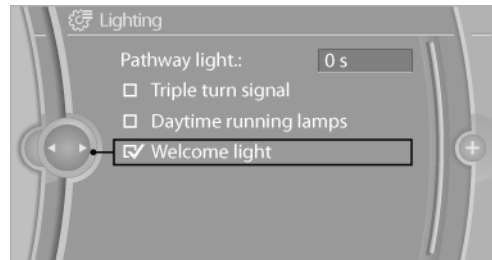 Lighting
Pathway light.: 0 s
Triple turn signal
Daytime running lamps
Welcome light